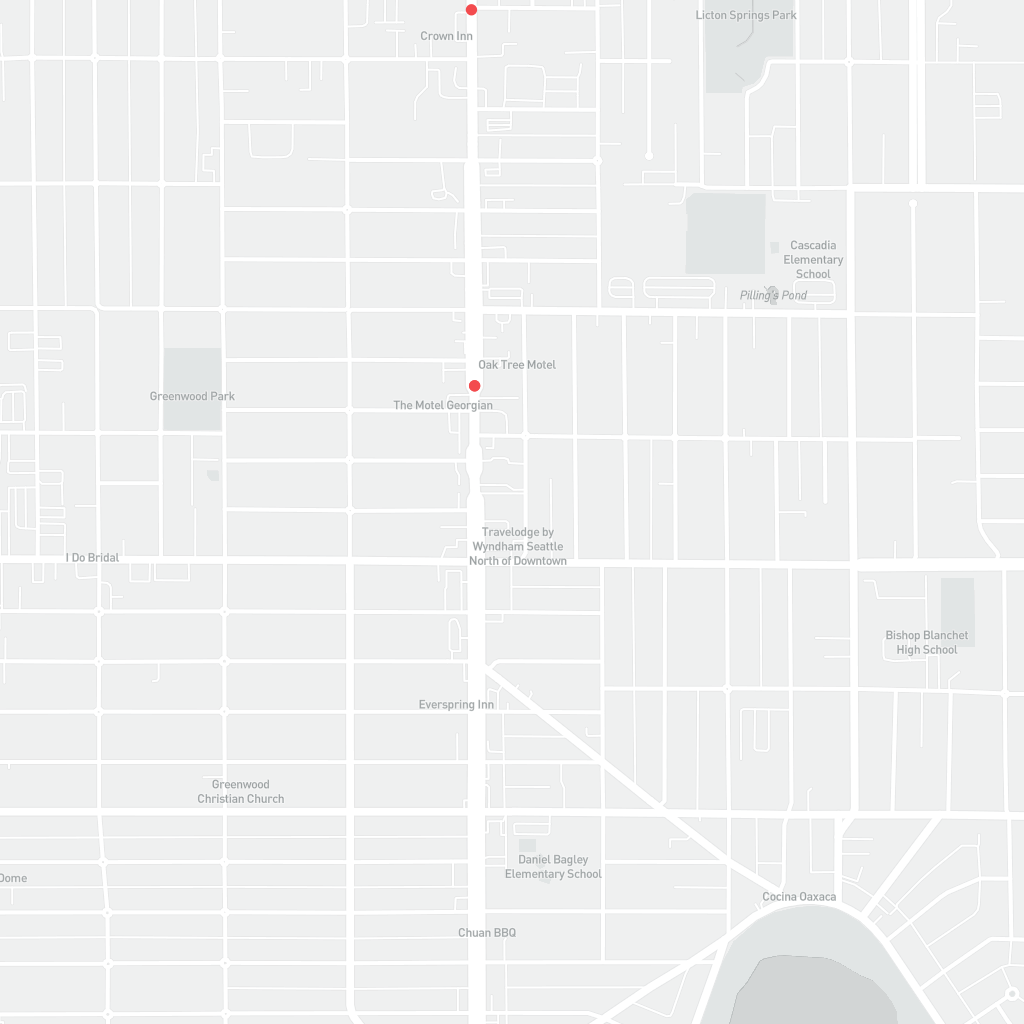 Licton Springs Park
Crown Inn
Cascadia
Elementary
School
Pilling's Pond
Oak Tree Motel
Greenwood Park
The Motel Georgian
Travelodge by
Wyndham Seattle
North of Downtown
I Do Bridal
Bishop Blanchet
High School
Everspring Inn
Greenwood
Christian Church
Daniel Bagley
Elementary School
Dome
Cocina Oaxaca
Chuan BBQ